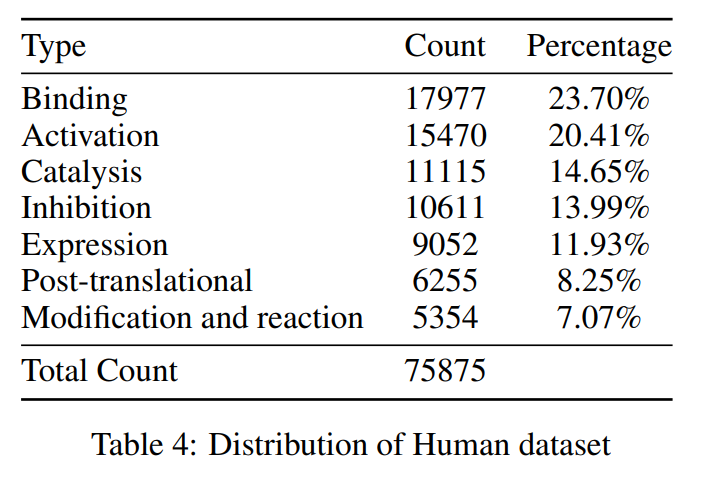 Type Count Percentage
Binding 17977 23.70%
Activation 15470 20.41%
Catalysis 11115 14.65%
Inhibition 10611 13.99%
Expression 9052 11.93%
Post-translational 6255 8.25%
Modification and reaction 5354 7.07%
Total Count 75875
Table 4: Distribution of Human dataset